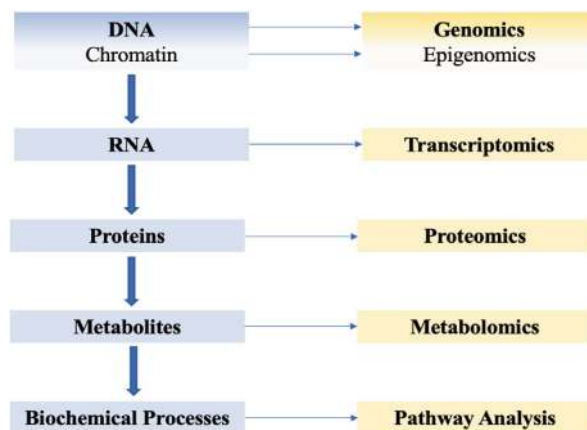 DNA
Chromatin
Genomics
Epigenomics
RNA
Transcriptomics
Proteins
Proteomics
Metabolites
Metabolomics
Biochemical Processes
Pathway Analysis